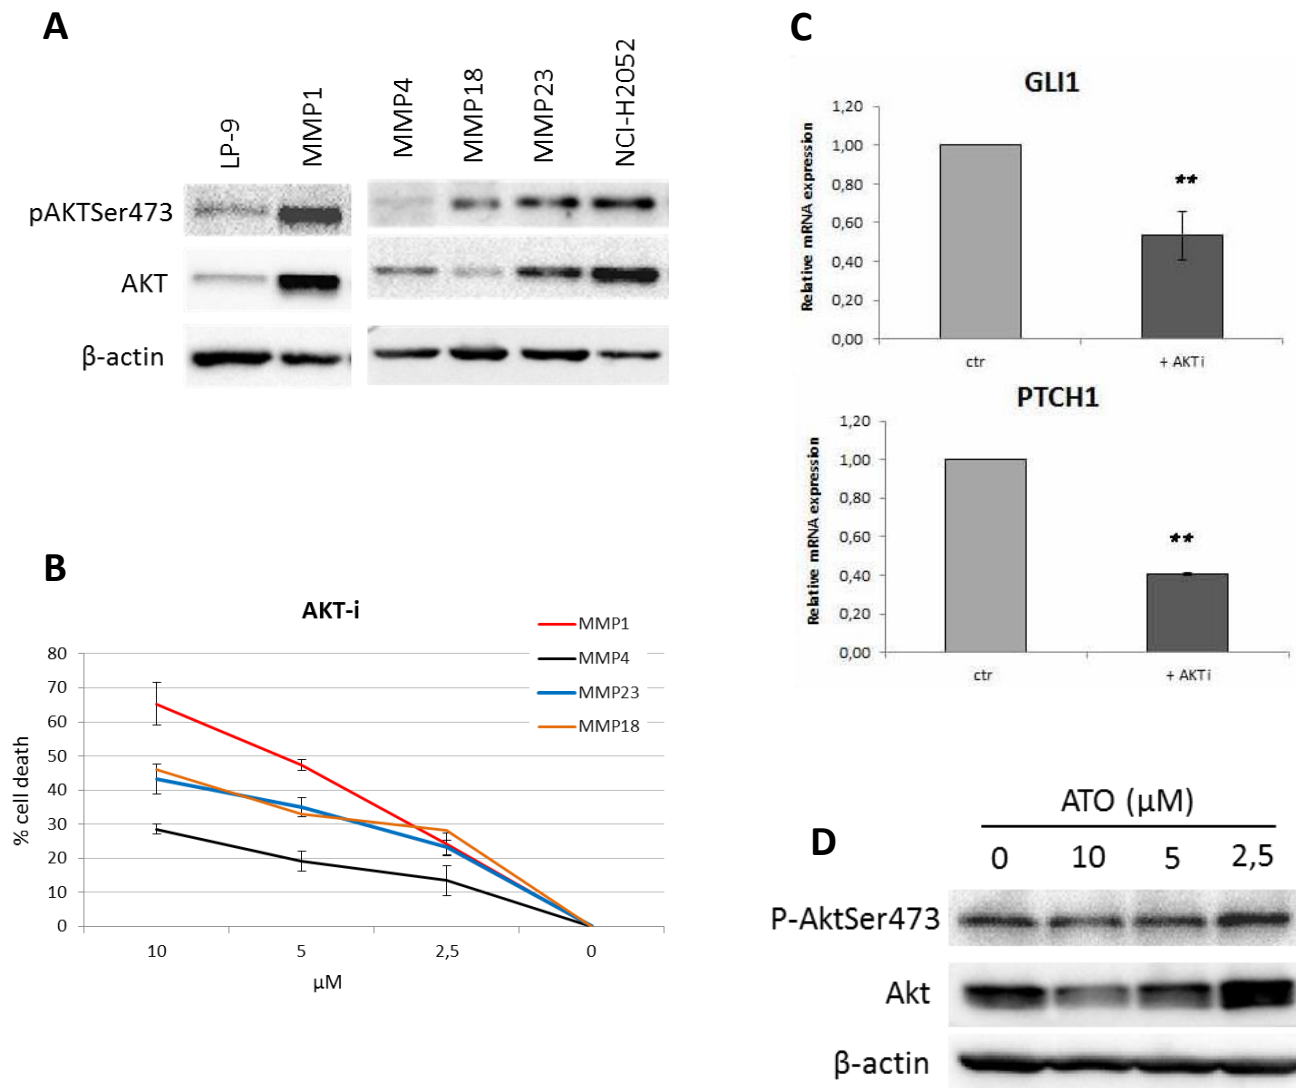 A
LP-9
MMP1
MMP4
MMP18
MMP23
NCI-H2052
pAKTSer473
AKT
β-actin
B
AKT-i
MMP1
MMP4
MMP23
MMP18
% cell death
80
70
60
50
40
30
20
10
0
10 5 2,5 0
μM
C
GLI1
Relative mRNA expression
1,20
1,00
0,80
**
0,60
0,40
0,20
0,00
ctr + AKTi
PTCH1
Relative mRNA expression
1,20
1,00
0,80
0,60
**
0,40
0,20
0,00
ctr + AKTi
D
ATO (μM)
0 10 5 2,5
P-AktSer473
Akt
β-actin